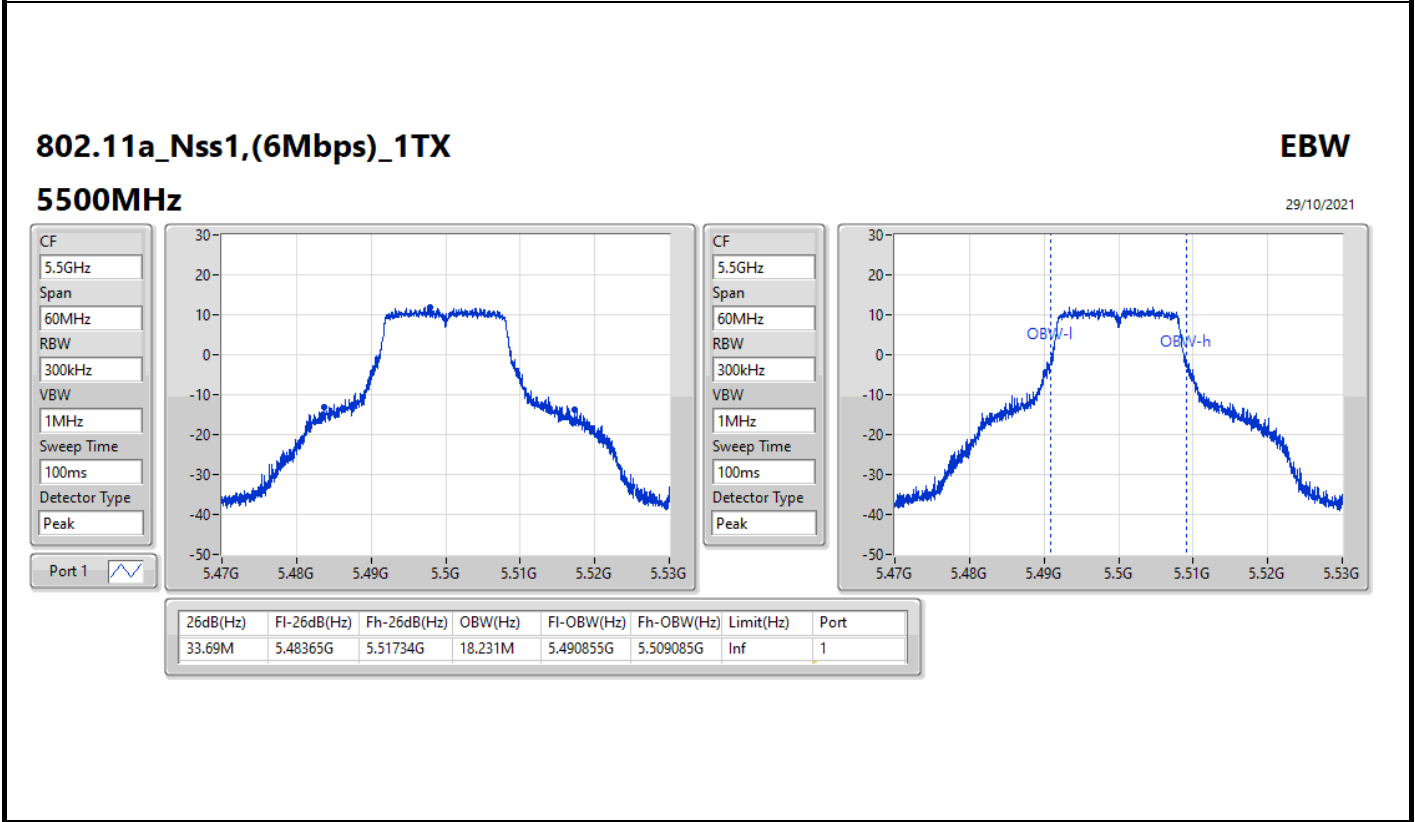 802.11a_Nss1,(6Mbps)_1TX
EBW
5500MHz
29/10/2021
CF
5.5GHz
Span
60MHz
RBW
300kHz
VBW
1MHz
Sweep Time
100ms
Detector Type
Peak
Port 1
30
20
10
0
-10
-20
-30
-40
-50
5.47G 5.48G 5.49G 5.5G 5.51G 5.52G 5.53G
CF
5.5GHz
Span
60MHz
RBW
300kHz
VBW
1MHz
Sweep Time
100ms
Detector Type
Peak
30
20
10
0
-10
-20
-30
-40
-50
OBW-l
OBW-h
5.47G 5.48G 5.49G 5.5G 5.51G 5.52G 5.53G
26dB(Hz) Fl-26dB(Hz) Fh-26dB(Hz) OBW(Hz) Fl-OBW(Hz) Fh-OBW(Hz) Limit(Hz) Port
33.69M 5.48365G 5.51734G 18.231M 5.490855G 5.509085G Inf 1